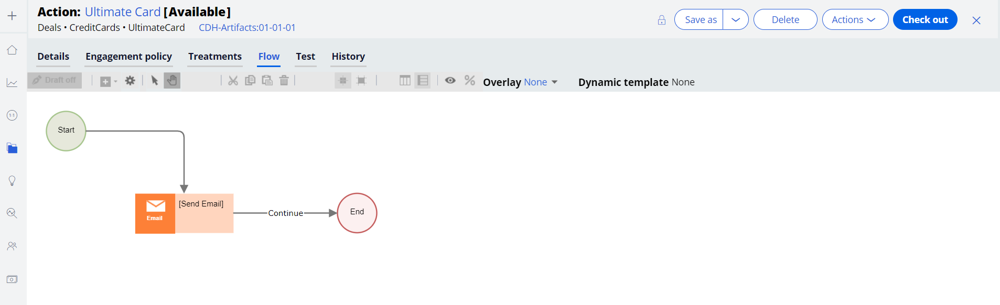 Action: Ultimate Card [Available]
Save as
Delete
Actions
Check out
Deals • CreditCards • UltimateCard CDH-Artifacts:01-01-01
Details Engagement policy Treatments Flow Test History
Draft off
Overlay None
Dynamic template None
1:1
Start
[Send Email]
Email
Continue
End